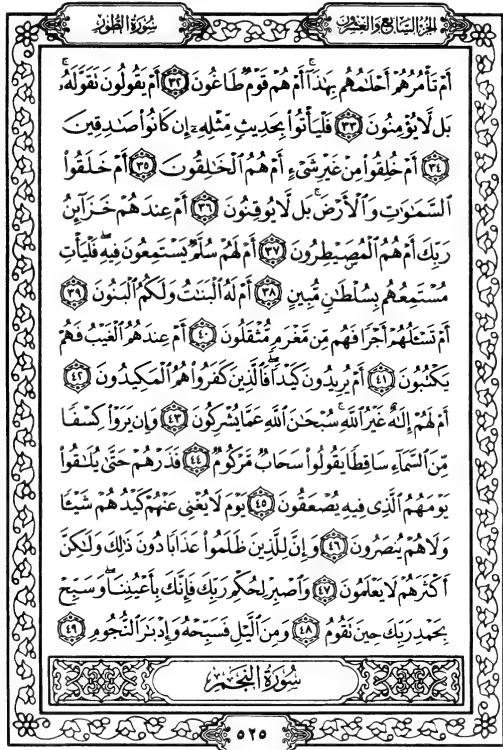 الجزء السابع والعشرون
سورة الطور
أَمْ تَأْمُرُهُمْ أَحْلَٰمُهُم بِهَٰذَآ ۚ أَمْ هُمْ قَوْمٌ طَاغُونَ ٣٢ أَمْ يَقُولُونَ تَقَوَّلَهُۥ ۚ
بَل لَّا يُؤْمِنُونَ ٣٣ فَلْيَأْتُوا۟ بِحَدِيثٍ مِّثْلِهِۦٓ إِن كَانُوا۟ صَٰدِقِينَ
٣٤ أَمْ خُلِقُوا۟ مِنْ غَيْرِ شَىْءٍ أَمْ هُمُ ٱلْخَٰلِقُونَ ٣٥ أَمْ خَلَقُوا۟
ٱلسَّمَٰوَٰتِ وَٱلْأَرْضَ ۚ بَل لَّا يُوقِنُونَ ٣٦ أَمْ عِندَهُمْ خَزَآئِنُ
رَبِّكَ أَمْ هُمُ ٱلْمُصَۣيْطِرُونَ ٣٧ أَمْ لَهُمْ سُلَّمٌ يَسْتَمِعُونَ فِيهِ ۖ فَلْيَأْتِ
مُسْتَمِعُهُم بِسُلْطَٰنٍ مُّبِينٍ ٣٨ أَمْ لَهُ ٱلْبَنَٰتُ وَلَكُمُ ٱلْبَنُونَ ٣٩
أَمْ تَسْـَٔلُهُمْ أَجْرًا فَهُم مِّن مَّغْرَمٍ مُّثْقَلُونَ ٤٠ أَمْ عِندَهُمُ ٱلْغَيْبُ فَهُمْ
يَكْتُبُونَ ٤١ أَمْ يُرِيدُونَ كَيْدًا ۖ فَٱلَّذِينَ كَفَرُوا۟ هُمُ ٱلْمَكِيدُونَ ٤٢
أَمْ لَهُمْ إِلَٰهٌ غَيْرُ ٱللَّهِ ۚ سُبْحَٰنَ ٱللَّهِ عَمَّا يُشْرِكُونَ ٤٣ وَإِن يَرَوْا۟ كِسْفًا
مِّنَ ٱلسَّمَآءِ سَاقِطًا يَقُولُوا۟ سَحَابٌ مَّرْكُومٌ ٤٤ فَذَرْهُمْ حَتَّىٰ يُلَٰقُوا۟
يَوْمَهُمُ ٱلَّذِى فِيهِ يُصْعَقُونَ ٤٥ يَوْمَ لَا يُغْنِى عَنْهُمْ كَيْدُهُمْ شَيْـًٔا
وَلَا هُمْ يُنصَرُونَ ٤٦ وَإِنَّ لِلَّذِينَ ظَلَمُوا۟ عَذَابًا دُونَ ذَٰلِكَ وَلَٰكِنَّ
أَكْثَرَهُمْ لَا يَعْلَمُونَ ٤٧ وَٱصْبِرْ لِحُكْمِ رَبِّكَ فَإِنَّكَ بِأَعْيُنِنَا ۖ وَسَبِّحْ
بِحَمْدِ رَبِّكَ حِينَ تَقُومُ ٤٨ وَمِنَ ٱلَّيْلِ فَسَبِّحْهُ وَإِدْبَٰرَ ٱلنُّجُومِ ٤٩
سُورَةُ النَّجْمِ
٥٢٥